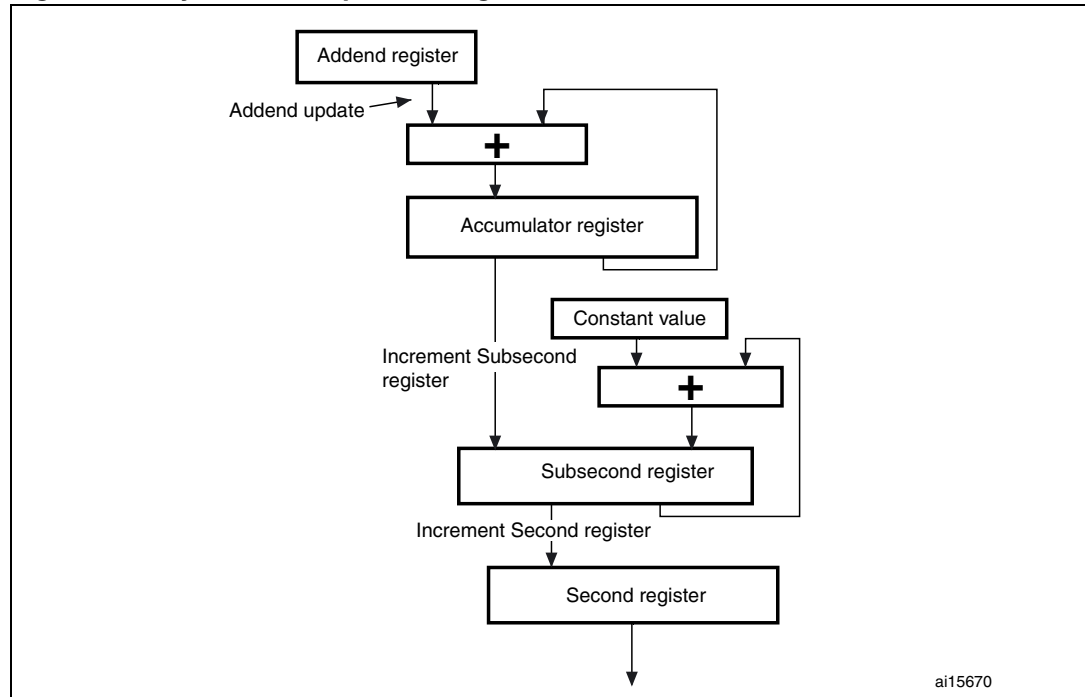 Addend register
Addend update
+
Accumulator register
Constant value
Increment Subsecond
register
+
Subsecond register
Increment Second register
Second register
ai15670